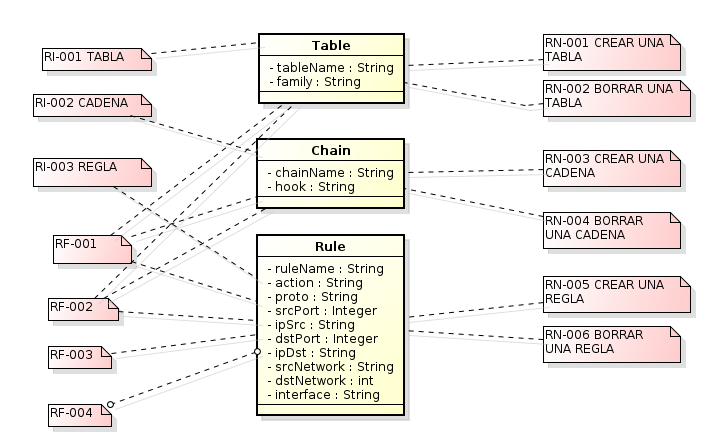 RI-001 TABLA
RI-002 CADENA
RI-003 REGLA
RF-001
RF-002
RF-003
RF-004
Table
- tableName : String
- family : String
Chain
- chainName : String
- hook : String
Rule
- ruleName : String
- action : String
- proto : String
- srcPort : Integer
- ipSrc : String
- dstPort : Integer
- ipDst : String
- srcNetwork : String
- dstNetwork : int
- interface : String
RN-001 CREAR UNA
TABLA
RN-002 BORRAR UNA
TABLA
RN-003 CREAR UNA
CADENA
RN-004 BORRAR
UNA CADENA
RN-005 CREAR UNA
REGLA
RN-006 BORRAR
UNA REGLA